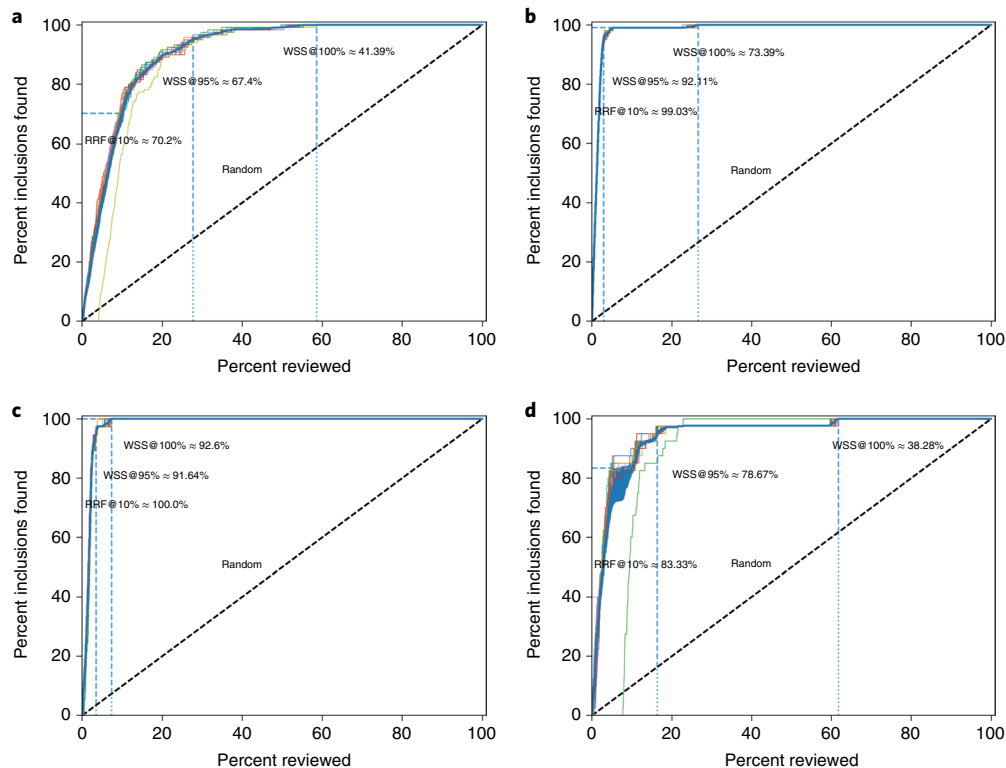 a
Percent inclusions found
100
80
60
40
20
0
WSS@100% ≈ 41.39%
WSS@95% ≈ 67.4%
RRF@10% ≈ 70.2%
Random
0 20 40 60 80 100
Percent reviewed
b
Percent inclusions found
100
80
60
40
20
0
WSS@100% ≈ 73.39%
WSS@95% ≈ 92.11%
RRF@10% ≈ 99.03%
Random
0 20 40 60 80 100
Percent reviewed
c
Percent inclusions found
100
80
60
40
20
0
WSS@100% ≈ 92.6%
WSS@95% ≈ 91.64%
RRF@10% ≈ 100.0%
Random
0 20 40 60 80 100
Percent reviewed
d
Percent inclusions found
100
80
60
40
20
0
WSS@100% ≈ 38.28%
WSS@95% ≈ 78.67%
RRF@10% ≈ 83.33%
Random
0 20 40 60 80 100
Percent reviewed